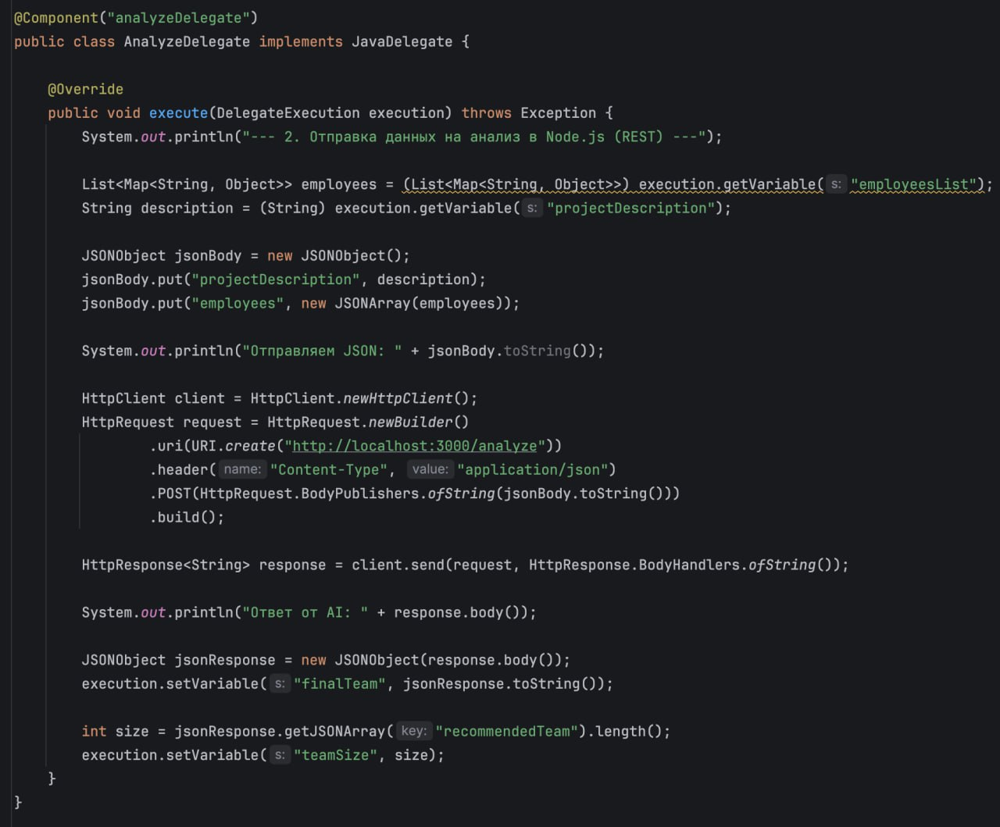 @Component("analyzeDelegate")
public class AnalyzeDelegate implements JavaDelegate {
@Override
public void execute(DelegateExecution execution) throws Exception {
System.out.println("--- 2. Отправка данных на анализ в Node.js (REST) ---");
List<Map<String, Object>> employees = (List<Map<String, Object>>) execution.getVariable( s: "employeesList");
String description = (String) execution.getVariable( s: "projectDescription");
JSONObject jsonBody = new JSONObject();
jsonBody.put("projectDescription", description);
jsonBody.put("employees", new JSONArray(employees));
System.out.println("Отправляем JSON: " + jsonBody.toString());
HttpClient client = HttpClient.newHttpClient();
HttpRequest request = HttpRequest.newBuilder()
.uri(URI.create("http://localhost:3000/analyze"))
.header( name: "Content-Type", value: "application/json")
.POST(HttpRequest.BodyPublishers.ofString(jsonBody.toString()))
.build();
HttpResponse<String> response = client.send(request, HttpResponse.BodyHandlers.ofString());
System.out.println("Ответ от AI: " + response.body());
JSONObject jsonResponse = new JSONObject(response.body());
execution.setVariable( s: "finalTeam", jsonResponse.toString());
int size = jsonResponse.getJSONArray( key: "recommendedTeam").length();
execution.setVariable( s: "teamSize", size);
}
}